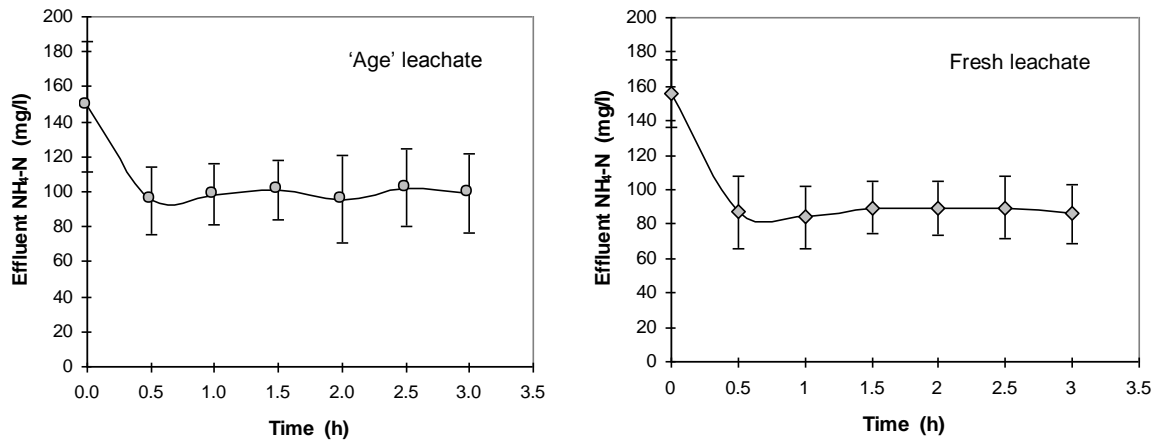 200
180
160
140
120
100
80
60
40
20
0
Effluent NH₄-N (mg/l)
'Age' leachate
0.0 0.5 1.0 1.5 2.0 2.5 3.0 3.5
Time (h)
200
180
160
140
120
100
80
60
40
20
0
Effluent NH₄-N (mg/l)
Fresh leachate
0 0.5 1 1.5 2 2.5 3 3.5
Time (h)